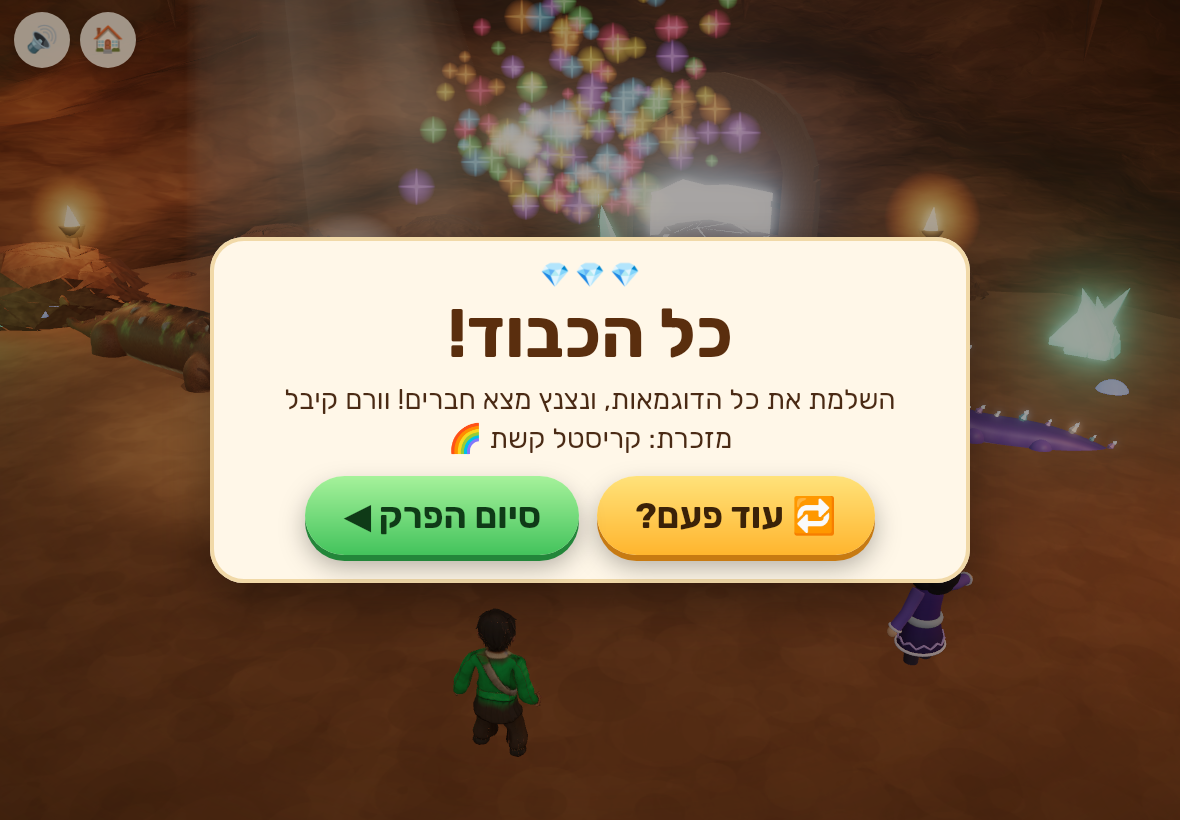 כל הכבוד!
השלמת את כל הדוגמאות, ונצנץ מצא חברים! וורם קיבל
מזכרת: קריסטל קשת 🌈
🔁 עוד פעם?
סיום הפרק ◀